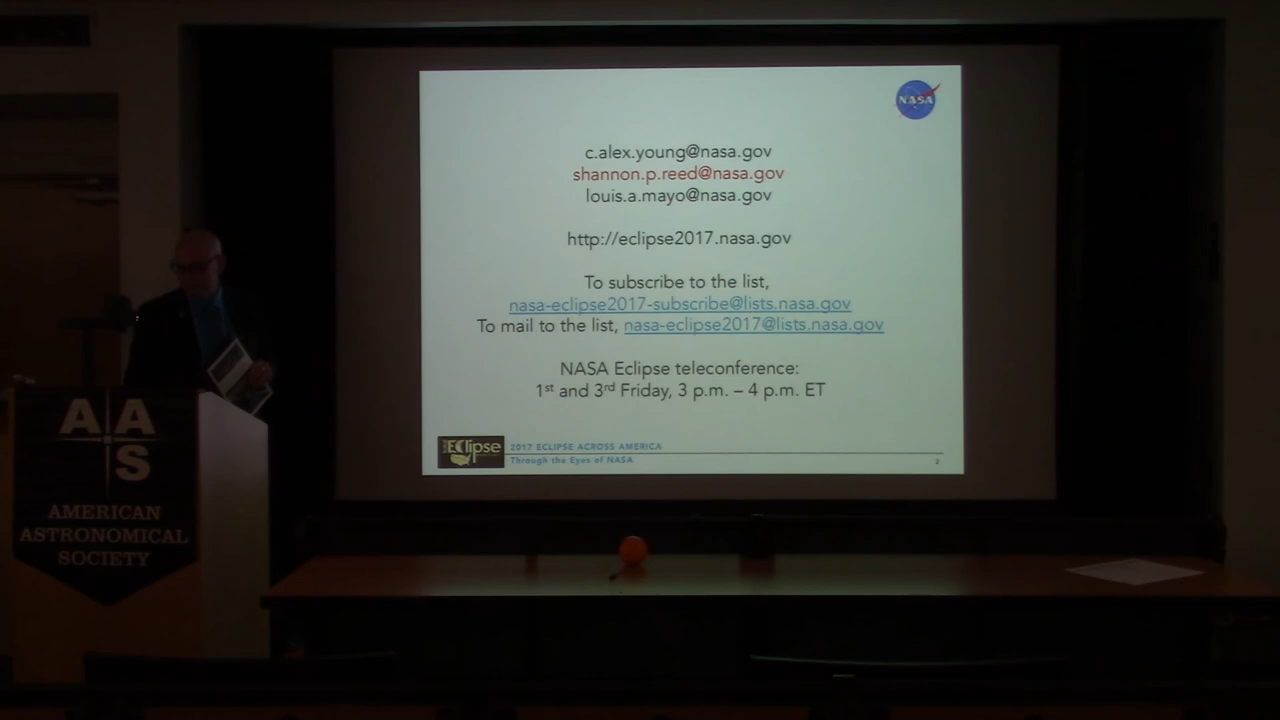 NASA
c.alex.young@nasa.gov
shannon.p.reed@nasa.gov
louis.a.mayo@nasa.gov
http://eclipse2017.nasa.gov
To subscribe to the list,
nasa-eclipse2017-subscribe@lists.nasa.gov
To mail to the list, nasa-eclipse2017@lists.nasa.gov
NASA Eclipse teleconference:
1st and 3rd Friday, 3 p.m. – 4 p.m. ET
Eclipse
2017 ECLIPSE ACROSS AMERICA
Through the Eyes of NASA
AAS
AMERICAN
ASTRONOMICAL
SOCIETY